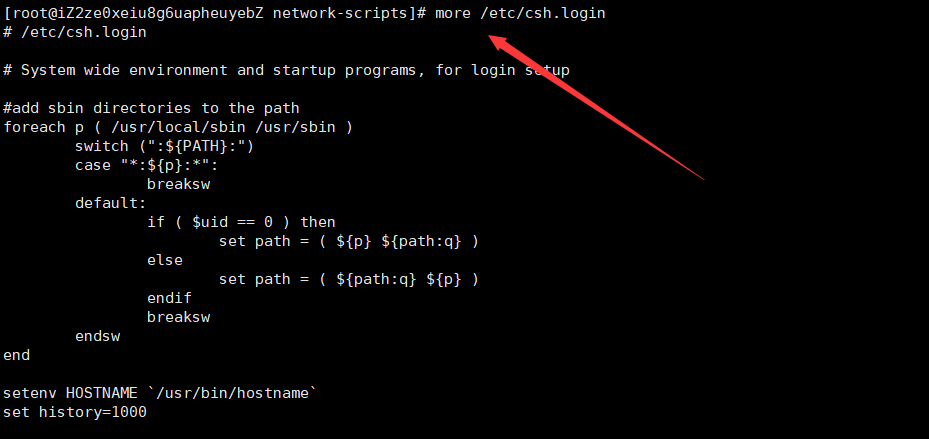 [root@iZ2ze0xeiu8g6uapheuyebZ network-scripts]# more /etc/csh.login
# /etc/csh.login
# System wide environment and startup programs, for login setup
#add sbin directories to the path
foreach p ( /usr/local/sbin /usr/sbin )
        switch (":${PATH}:")
        case "*:${p}:*":
                breaksw
        default:
                if ( $uid == 0 ) then
                        set path = ( ${p} ${path:q} )
                else
                        set path = ( ${path:q} ${p} )
                endif
                breaksw
        endsw
end
setenv HOSTNAME `/usr/bin/hostname`
set history=1000